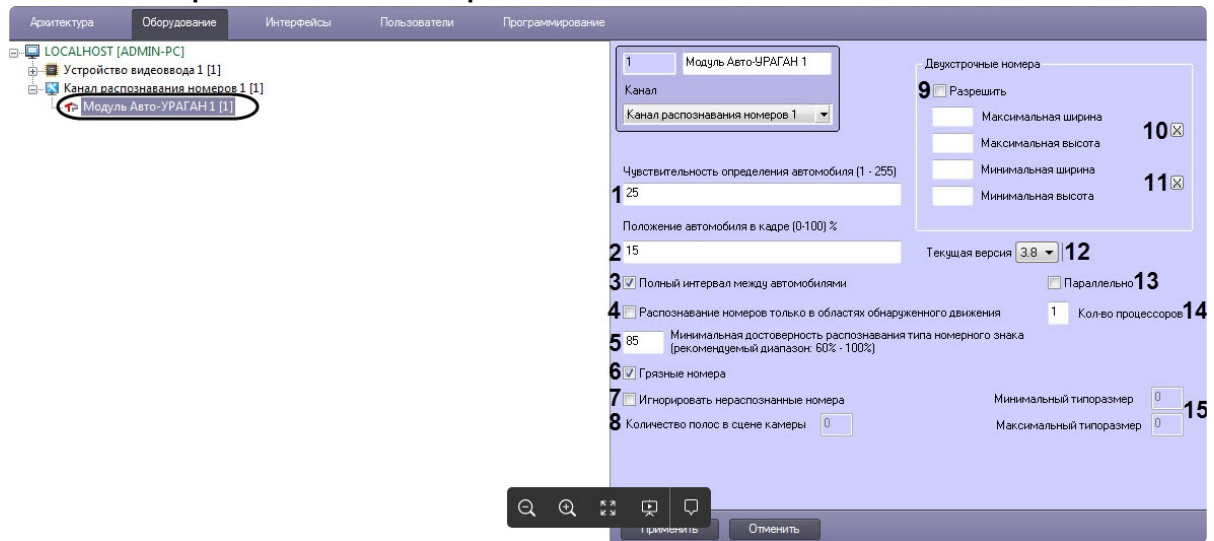 Архитектура Оборудование Интерфейсы Пользователи Программирование
LOCALHOST [ADMIN-PC]
Устройство видеоввода 1 [1]
Канал распознавания номеров 1 [1]
Модуль Авто-УРАГАН 1 [1]
1 Модуль Авто-УРАГАН 1
Канал
Канал распознавания номеров 1
Двухстрочные номера
9 Разрешить
Максимальная ширина
10
Максимальная высота
Минимальная ширина
11
Минимальная высота
Чувствительность определения автомобиля (1 - 255)
1 25
Положение автомобиля в кадре (0-100) %
2 15
Текущая версия 3.8 12
3 Полный интервал между автомобилями
Параллельно 13
4 Распознавание номеров только в областях обнаруженного движения
1 Кол-во процессоров 14
5 85 Минимальная достоверность распознавания типа номерного знака
(рекомендуемый диапазон: 60% - 100%)
6 Грязные номера
7 Игнорировать нераспознанные номера
Минимальный типоразмер 0
15
8 Количество полос в сцене камеры 0
Максимальный типоразмер 0
Применить Отменить